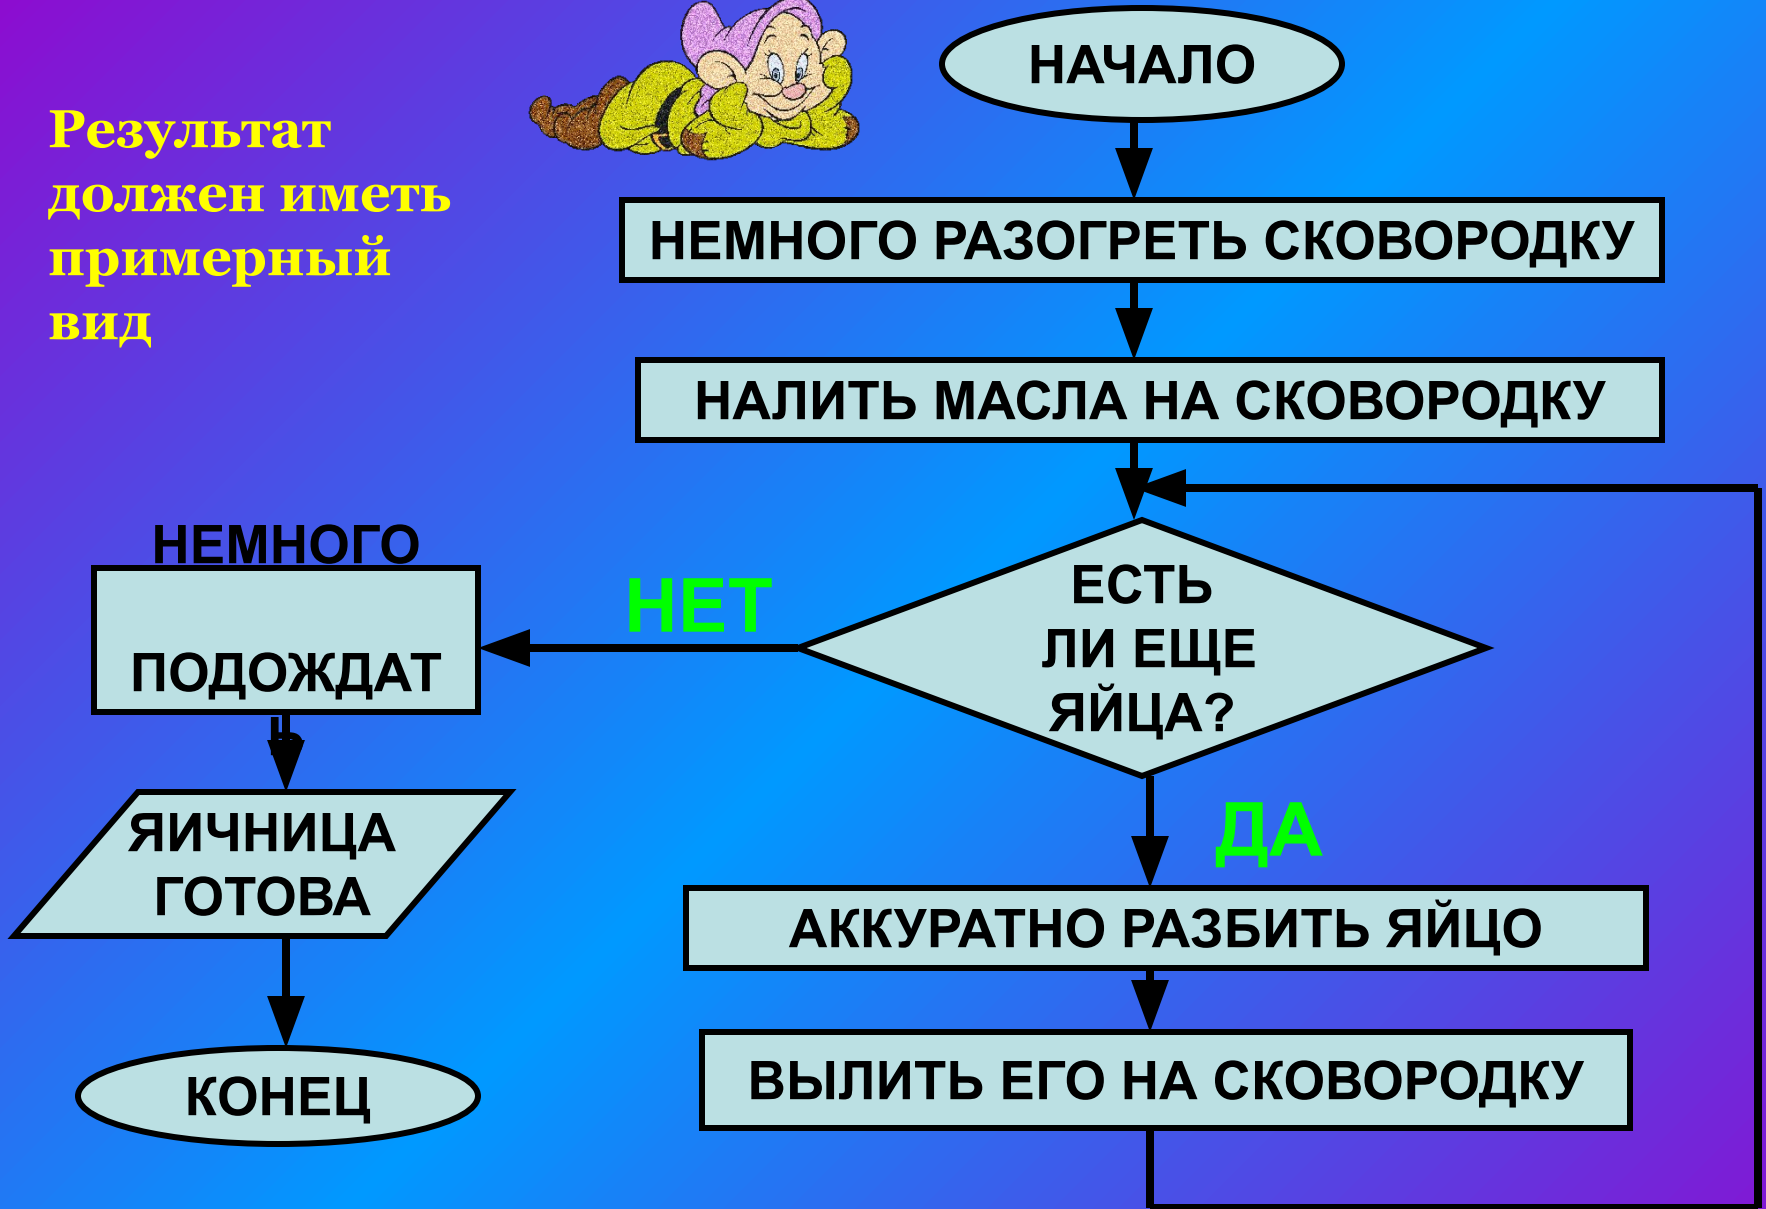 Результат
должен иметь
примерный
вид
НАЧАЛО
НЕМНОГО РАЗОГРЕТЬ СКОВОРОДКУ
НАЛИТЬ МАСЛА НА СКОВОРОДКУ
ЕСТЬ
ЛИ ЕЩЕ
ЯЙЦА?
НЕТ
НЕМНОГО
ПОДОЖДАТ
Ь
ЯИЧНИЦА
ГОТОВА
КОНЕЦ
ДА
АККУРАТНО РАЗБИТЬ ЯЙЦО
ВЫЛИТЬ ЕГО НА СКОВОРОДКУ